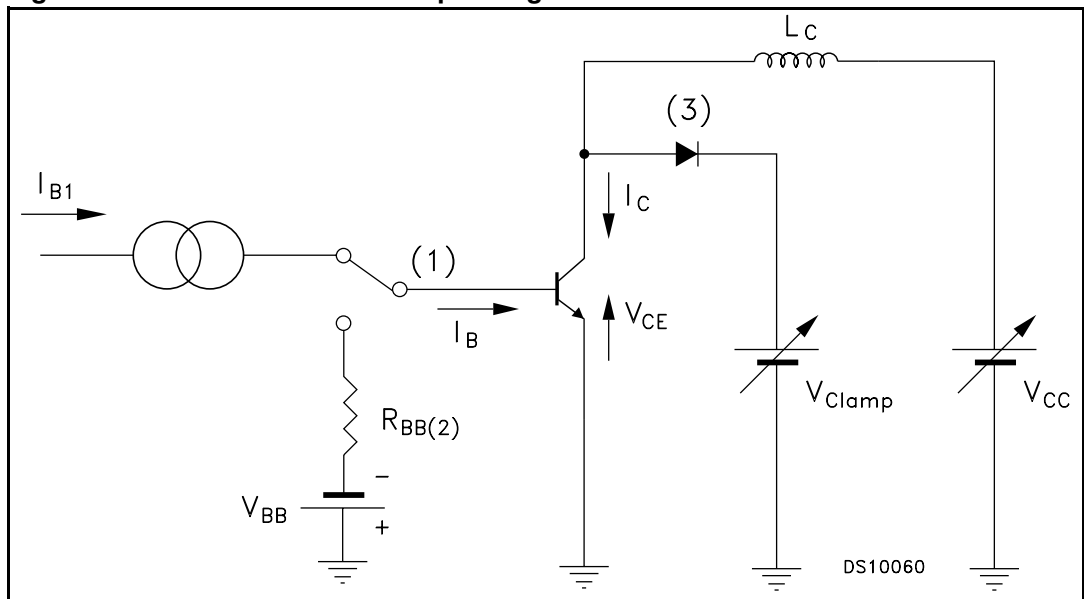 L C
(3)
I B1
I C
(1)
I B
V CE
V Clamp
V CC
R BB(2)
V BB
−
+
DS10060